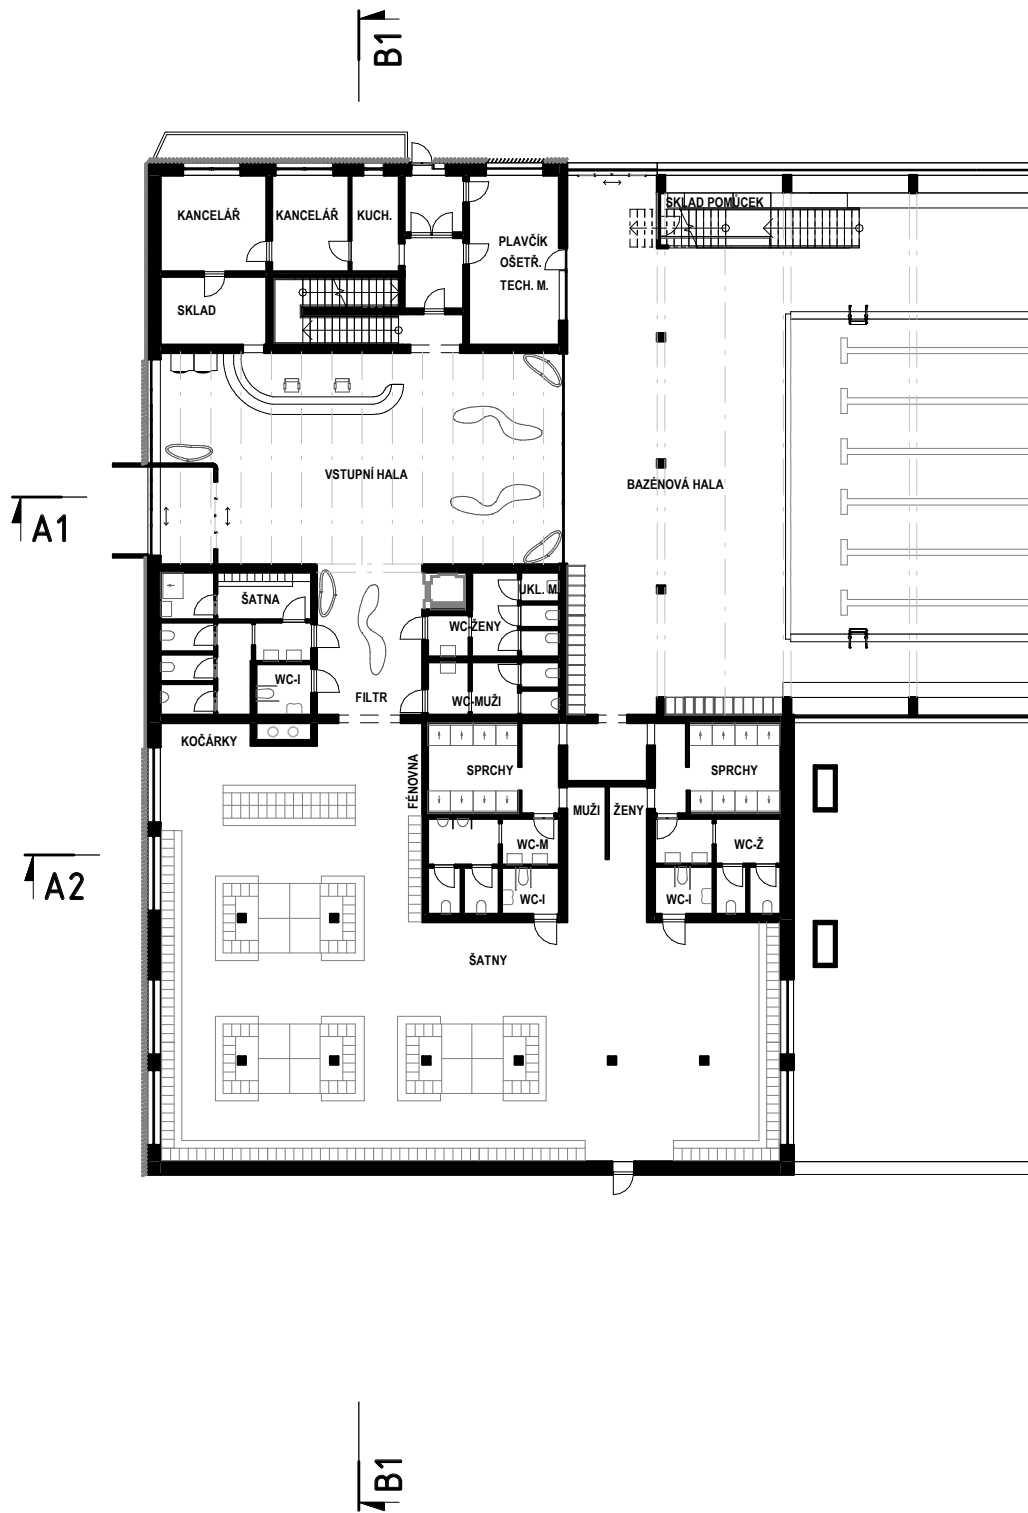 B1
SKLAD POMŮCEK
KANCELÁŘ
KANCELÁŘ
KUCH.
PLAVČÍK
OŠETŘ.
TECH. M.
SKLAD
VSTUPNÍ HALA
BAZÉNOVÁ HALA
A1
ŠATNA
UKL. M.
WC-ŽENY
WC-I
FILTR
WC-MUŽI
KOČÁRKY
FÉNOVNA
SPRCHY
SPRCHY
MUŽI
ŽENY
WC-M
WC-Ž
A2
WC-I
WC-I
ŠATNY
B1